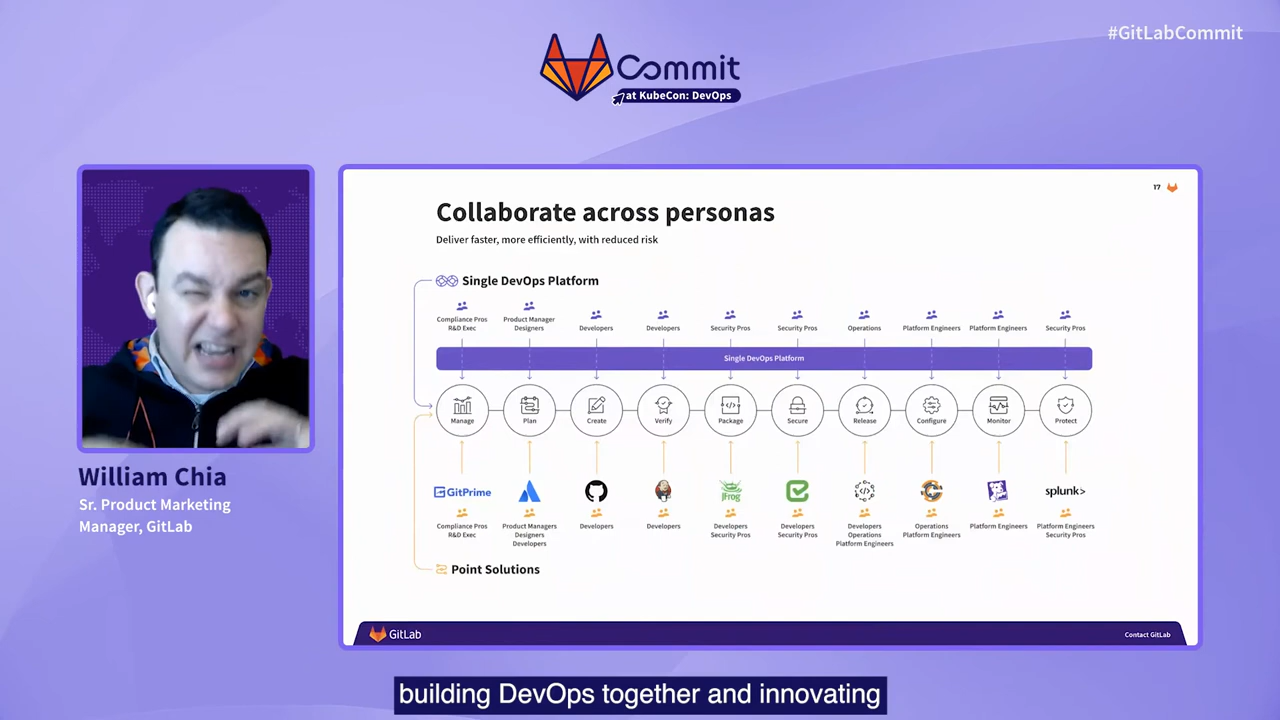 #GitLabCommit
Commit
at KubeCon: DevOps
17
Collaborate across personas
Deliver faster, more efficiently, with reduced risk
Single DevOps Platform
Compliance Pros
R&D Exec
Product Manager
Designers
Developers
Developers
Security Pros
Security Pros
Operations
Platform Engineers
Platform Engineers
Security Pros
Single DevOps Platform
Manage
Plan
Create
Verify
Package
Secure
Release
Configure
Monitor
Protect
GitPrime
JFrog
splunk>
Compliance Pros
R&D Exec
Product Managers
Designers
Developers
Developers
Developers
Developers
Security Pros
Developers
Security Pros
Developers
Operations
Platform Engineers
Operations
Platform Engineers
Platform Engineers
Platform Engineers
Security Pros
Point Solutions
GitLab
Contact GitLab
William Chia
Sr. Product Marketing
Manager, GitLab
building DevOps together and innovating